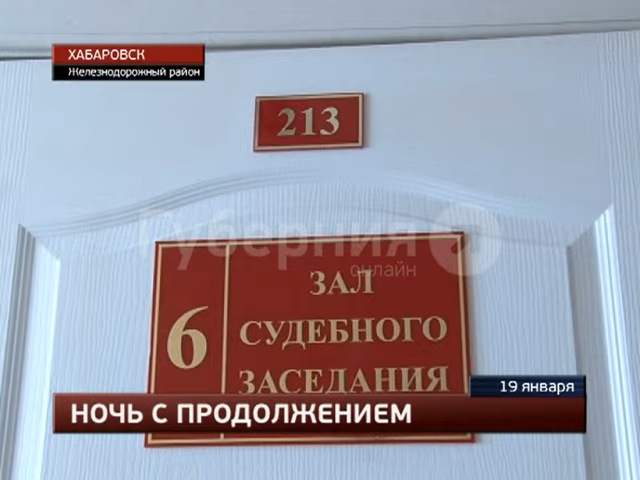 ХАБАРОВСК
Железнодорожный район
213
Губерния
онлайн
6
ЗАЛ
СУДЕБНОГО
ЗАСЕДАНИЯ
19 января
НОЧЬ С ПРОДОЛЖЕНИЕМ